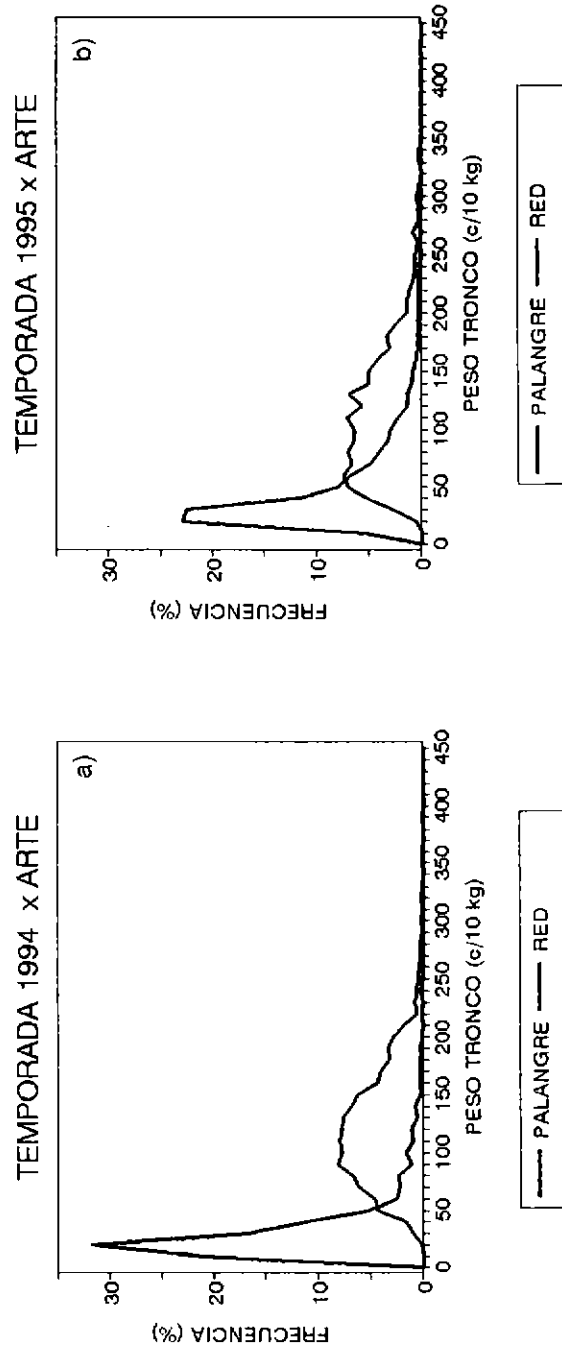 TEMPORADA 1994 x ARTE
a)
FRECUENCIA (%)
30
20
10
0
0 50 100 150 200 250 300 350 400 450
PESO TRONCO (c/10 kg)
PALANGRE RED
TEMPORADA 1995 x ARTE
b)
FRECUENCIA (%)
30
20
10
0
0 50 100 150 200 250 300 350 400 450
PESO TRONCO (c/10 kg)
PALANGRE RED